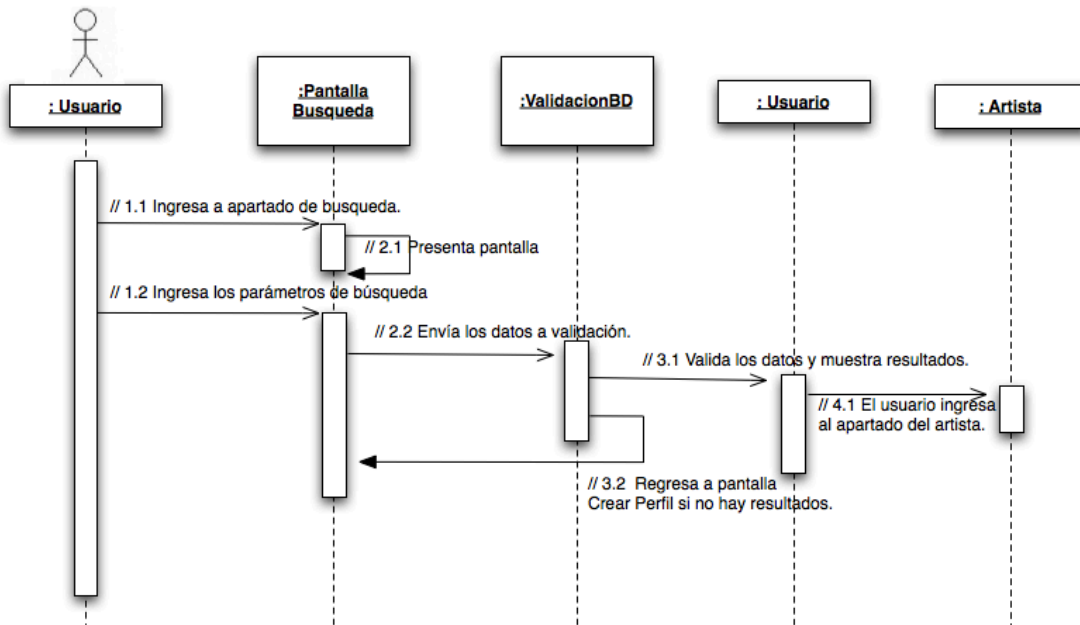 : Usuario
:Pantalla
Busqueda
:ValidacionBD
: Usuario
: Artista
// 1.1 Ingresa a apartado de busqueda.
// 2.1 Presenta pantalla
// 1.2 Ingresa los parámetros de búsqueda
// 2.2 Envía los datos a validación.
// 3.1 Valida los datos y muestra resultados.
// 4.1 El usuario ingresa
al apartado del artista.
// 3.2 Regresa a pantalla
Crear Perfil si no hay resultados.